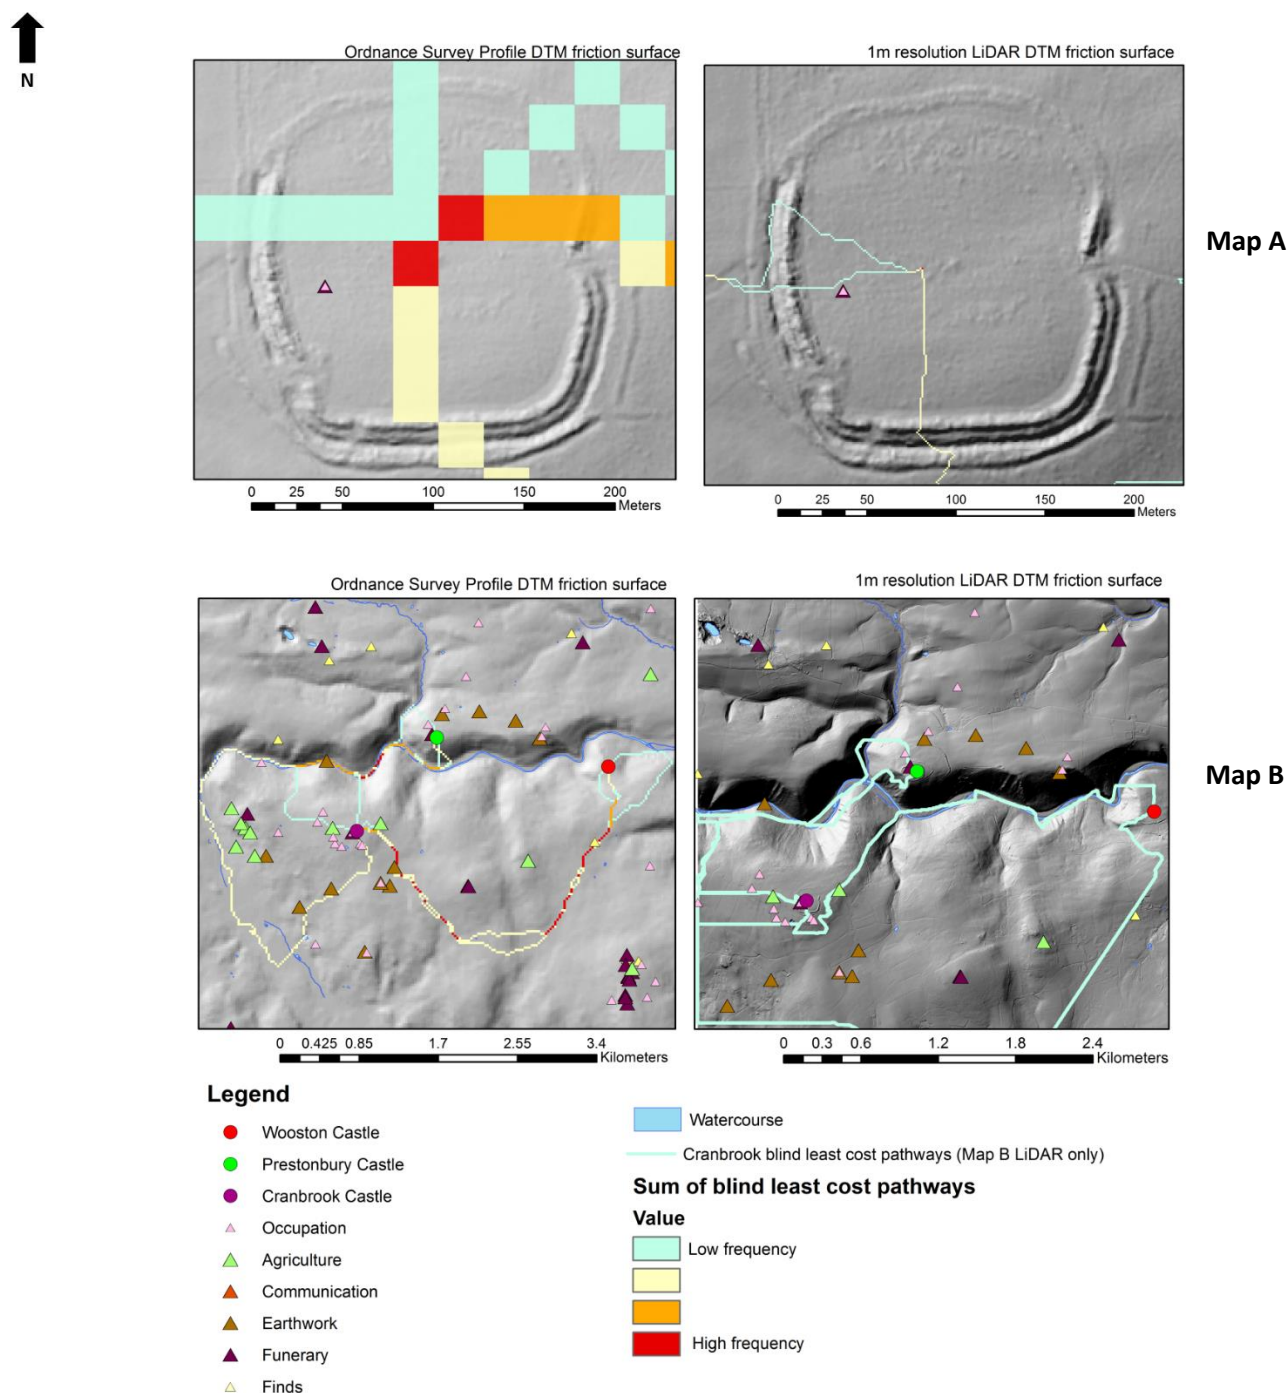 N
Ordnance Survey Profile DTM friction surface
1m resolution LiDAR DTM friction surface
Map A
0 25 50 100 150 200
Meters
0 25 50 100 150 200
Meters
Ordnance Survey Profile DTM friction surface
1m resolution LiDAR DTM friction surface
Map B
0 0.425 0.85 1.7 2.55 3.4
Kilometers
0 0.3 0.6 1.2 1.8 2.4
Kilometers
Legend
Wooston Castle
Prestonbury Castle
Cranbrook Castle
Occupation
Agriculture
Communication
Earthwork
Funerary
Finds
Watercourse
Cranbrook blind least cost pathways (Map B LiDAR only)
Sum of blind least cost pathways
Value
Low frequency
High frequency